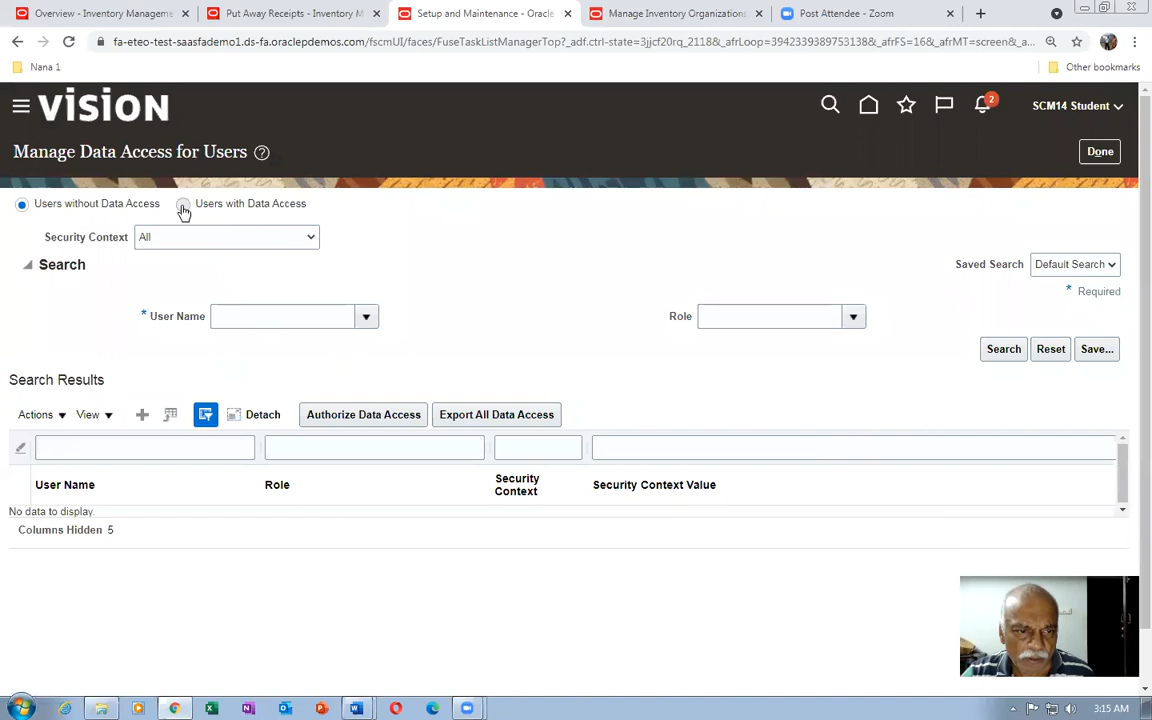 Overview - Inventory Manageme
Put Away Receipts - Inventory M
Setup and Maintenance - Oracle
Manage Inventory Organizations
Post Attendee - Zoom
fa-eteo-test-saasfademo1.ds-fa.oraclepdemos.com/fscmUI/faces/FuseTaskListManagerTop?_adf.ctrl-state=3jjcf20rq_2118&_afrLoop=3942339389753138&_afrFS=16&_afrMT=screen&_a...
Nana 1
Other bookmarks
VISION
2
SCM14 Student
Manage Data Access for Users
Done
Users without Data Access
Users with Data Access
Security Context All
Search
Saved Search Default Search
* Required
* User Name
Role
Search Reset Save...
Search Results
Actions View Detach Authorize Data Access Export All Data Access
User Name Role Security Context Security Context Value
No data to display.
Columns Hidden 5
3:15 AM